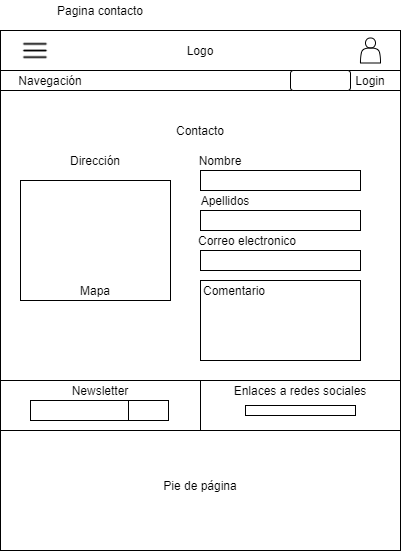 Pagina contacto
Logo
Navegación
Login
Contacto
Dirección
Mapa
Nombre
Apellidos
Correo electronico
Comentario
Newsletter
Enlaces a redes sociales
Pie de página